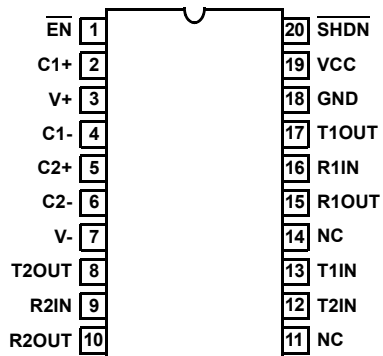 EN 1 20 SHDN
C1+ 2 19 VCC
V+ 3 18 GND
C1- 4 17 T1OUT
C2+ 5 16 R1IN
C2- 6 15 R1OUT
V- 7 14 NC
T2OUT 8 13 T1IN
R2IN 9 12 T2IN
R2OUT 10 11 NC